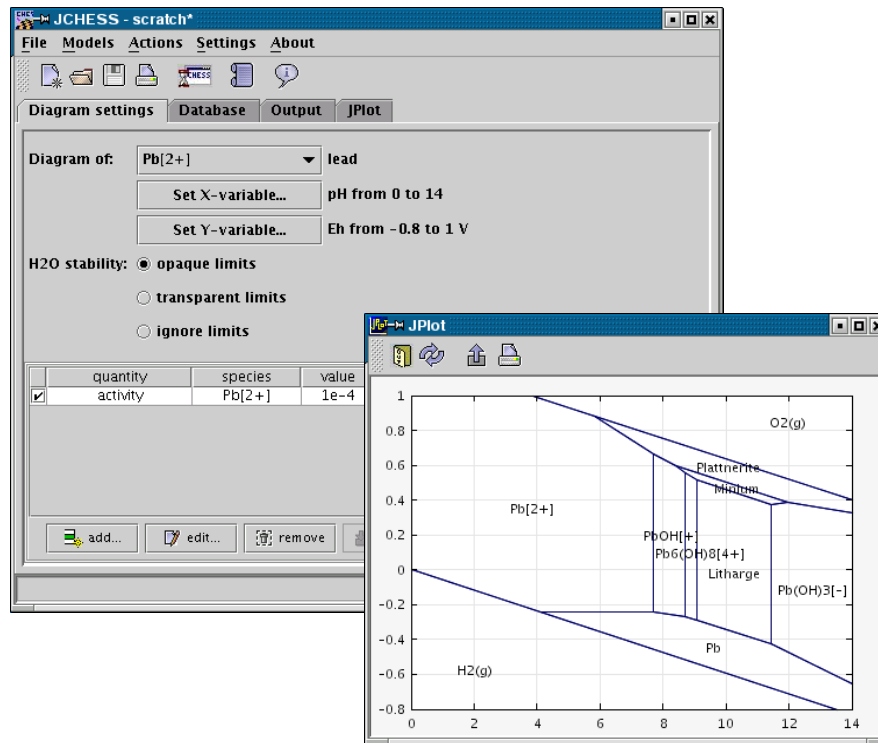 JCHESS - scratch*
File Models Actions Settings About
CHESS
Diagram settings Database Output JPlot
Diagram of: Pb[2+] lead
Set X-variable... pH from 0 to 14
Set Y-variable... Eh from -0.8 to 1 V
H2O stability: opaque limits
transparent limits
ignore limits
quantity species value
activity Pb[2+] 1e-4
add... edit... remove
JPlot
1
O2(g)
0.8
0.6
Plattnerite
Minium
0.4
Pb[2+]
0.2
PbOH[+]
Pb6(OH)8[4+]
0
Litharge
Pb(OH)3[-]
-0.2
-0.4
Pb
H2(g)
-0.6
-0.8
0 2 4 6 8 10 12 14